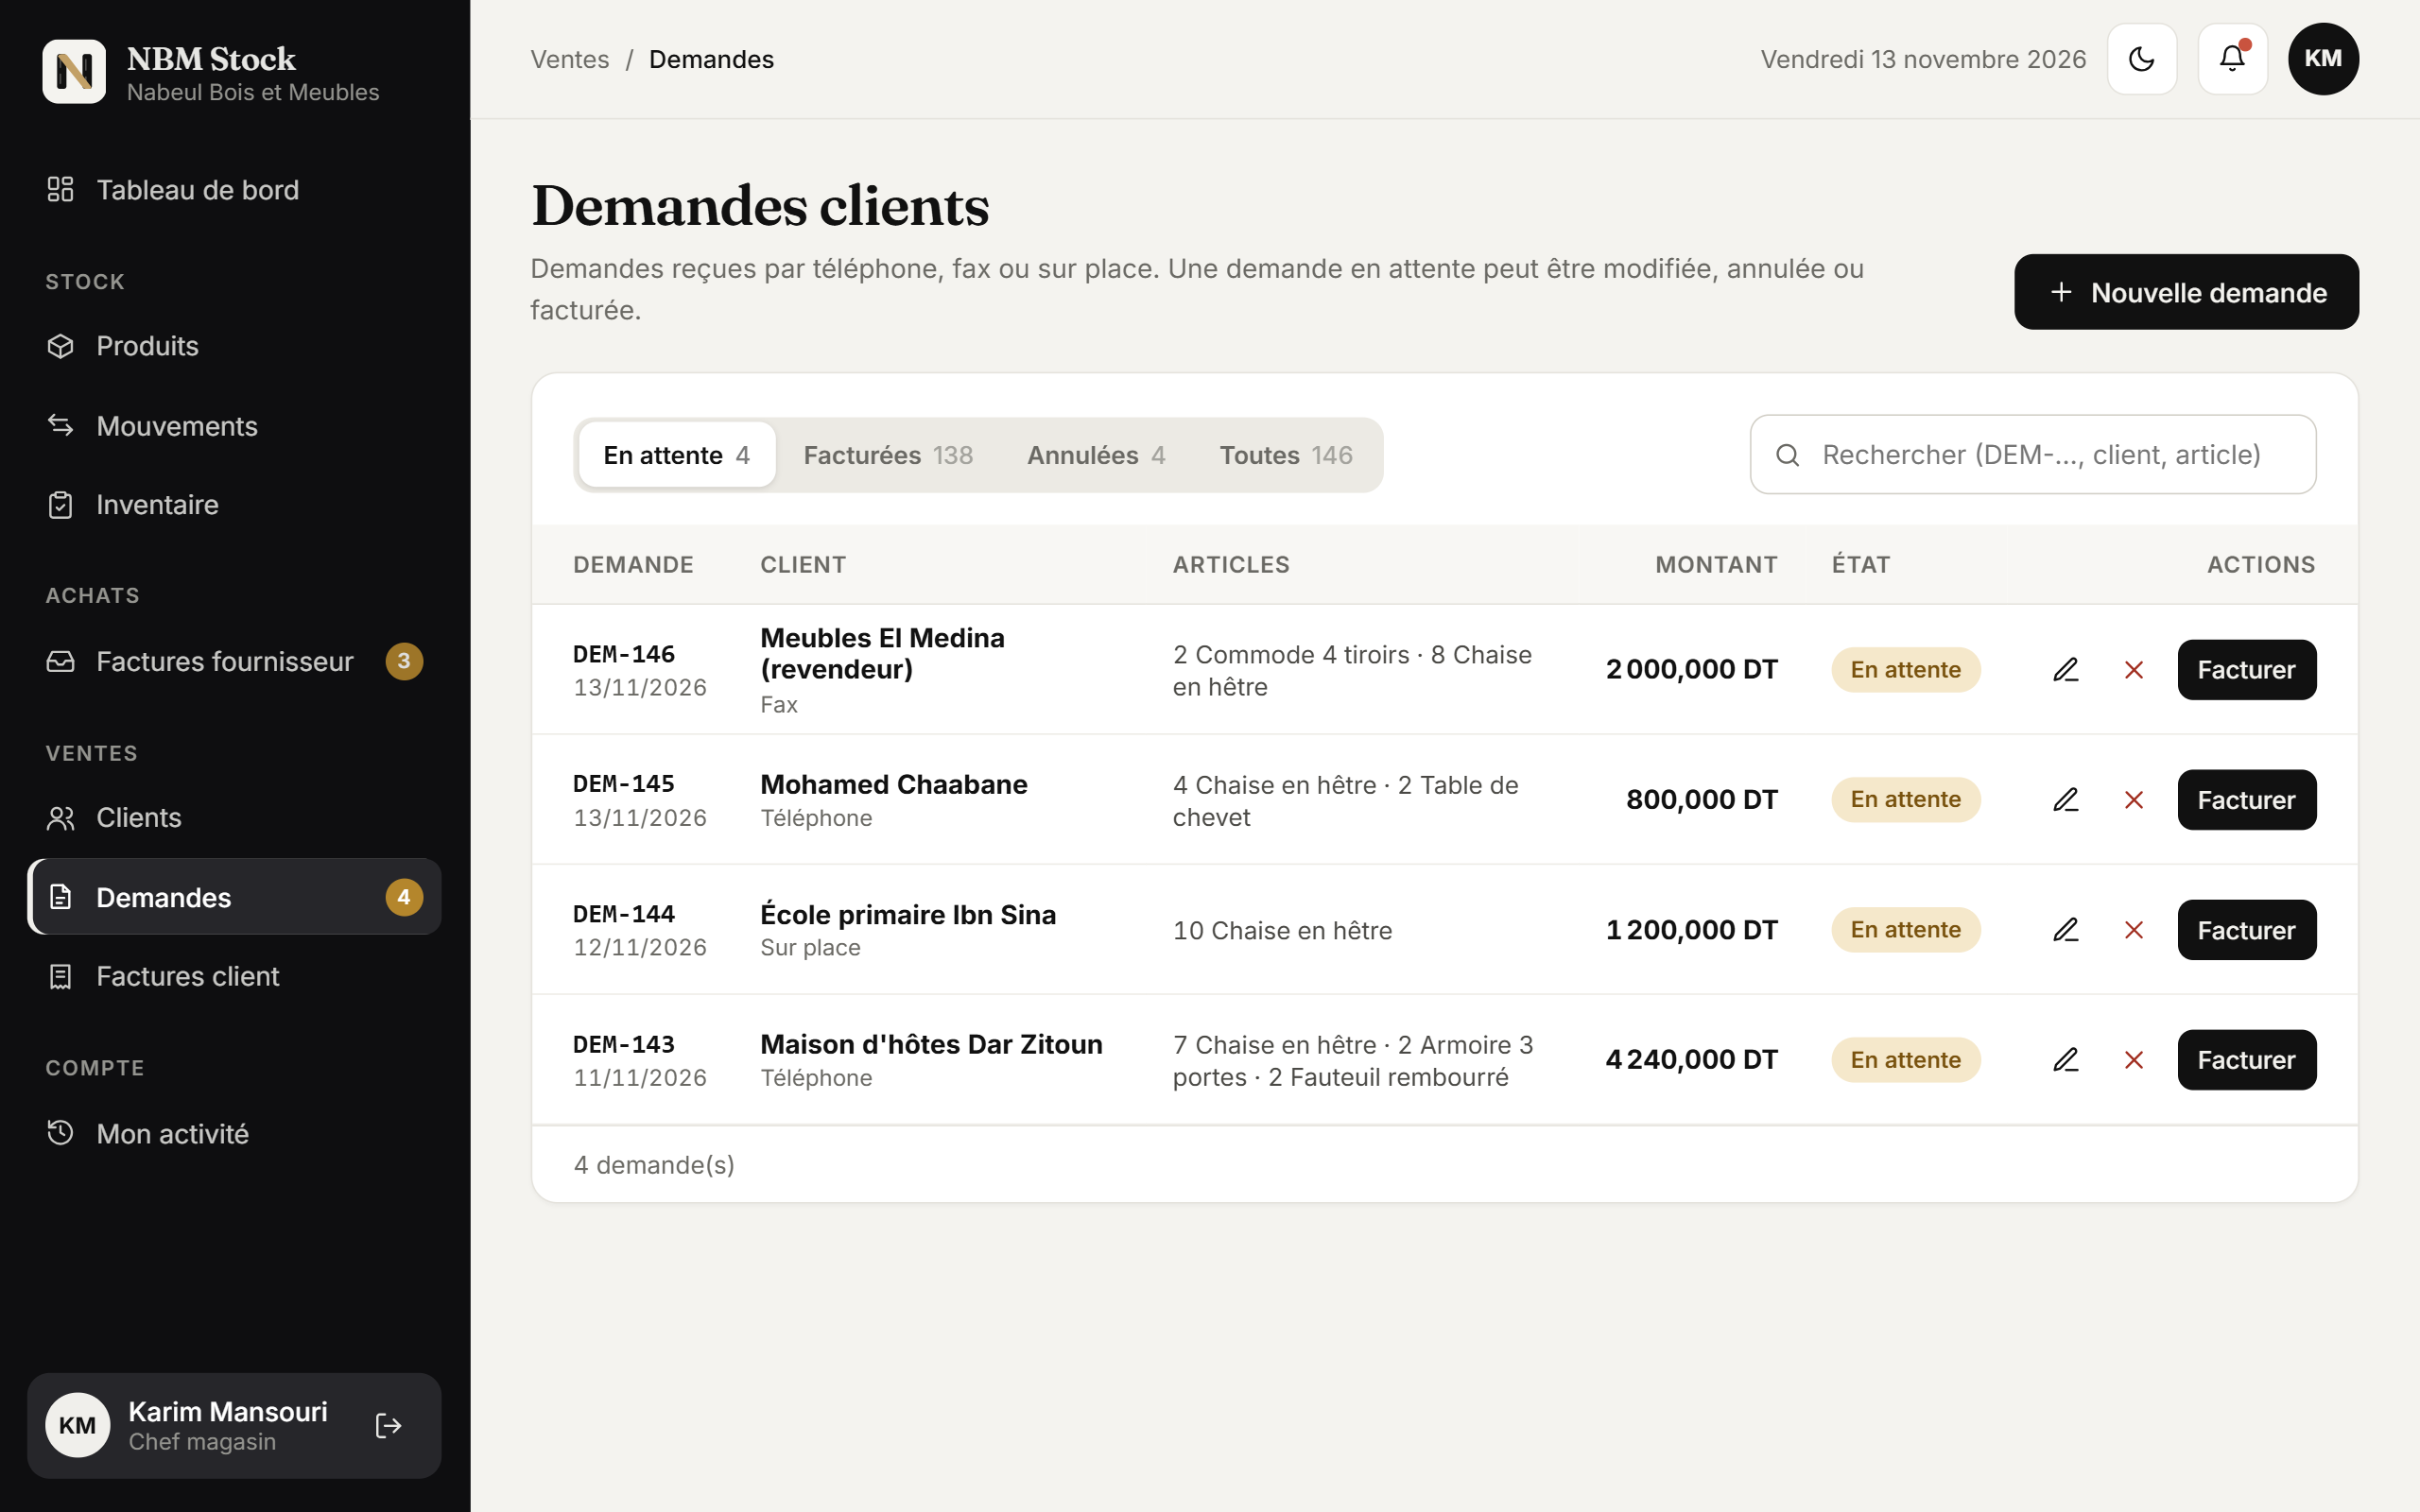 NBM Stock
Nabeul Bois et Meubles
Tableau de bord
STOCK
Produits
Mouvements
Inventaire
ACHATS
Factures fournisseur 3
VENTES
Clients
Demandes 4
Factures client
COMPTE
Mon activité
KM
Karim Mansouri
Chef magasin
Ventes / Demandes
Vendredi 13 novembre 2026
KM
Demandes clients
Demandes reçues par téléphone, fax ou sur place. Une demande en attente peut être modifiée, annulée ou
facturée.
+ Nouvelle demande
En attente 4 Facturées 138 Annulées 4 Toutes 146
Rechercher (DEM-..., client, article)
DEMANDE CLIENT ARTICLES MONTANT ÉTAT ACTIONS
DEM-146
13/11/2026
Meubles El Medina
(revendeur)
Fax
2 Commode 4 tiroirs · 8 Chaise
en hêtre
2 000,000 DT
En attente
Facturer
DEM-145
13/11/2026
Mohamed Chaabane
Téléphone
4 Chaise en hêtre · 2 Table de
chevet
800,000 DT
En attente
Facturer
DEM-144
12/11/2026
École primaire Ibn Sina
Sur place
10 Chaise en hêtre
1 200,000 DT
En attente
Facturer
DEM-143
11/11/2026
Maison d'hôtes Dar Zitoun
Téléphone
7 Chaise en hêtre · 2 Armoire 3
portes · 2 Fauteuil rembourré
4 240,000 DT
En attente
Facturer
4 demande(s)